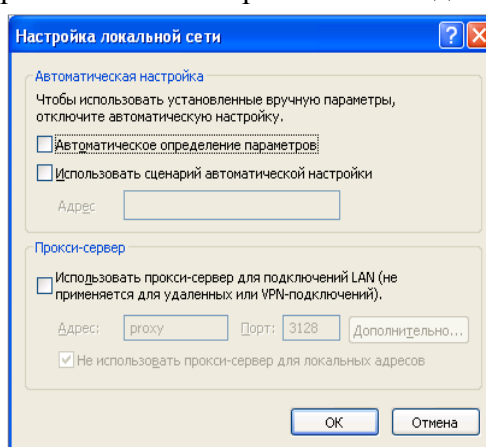 Настройка локальной сети
Автоматическая настройка
Чтобы использовать установленные вручную параметры,
отключите автоматическую настройку.
Автоматическое определение параметров
Использовать сценарий автоматической настройки
Адрес
Прокси-сервер
Использовать прокси-сервер для подключений LAN (не
применяется для удаленных или VPN-подключений).
Адрес: proxy Порт: 3128 Дополнительно...
Не использовать прокси-сервер для локальных адресов
ОК Отмена